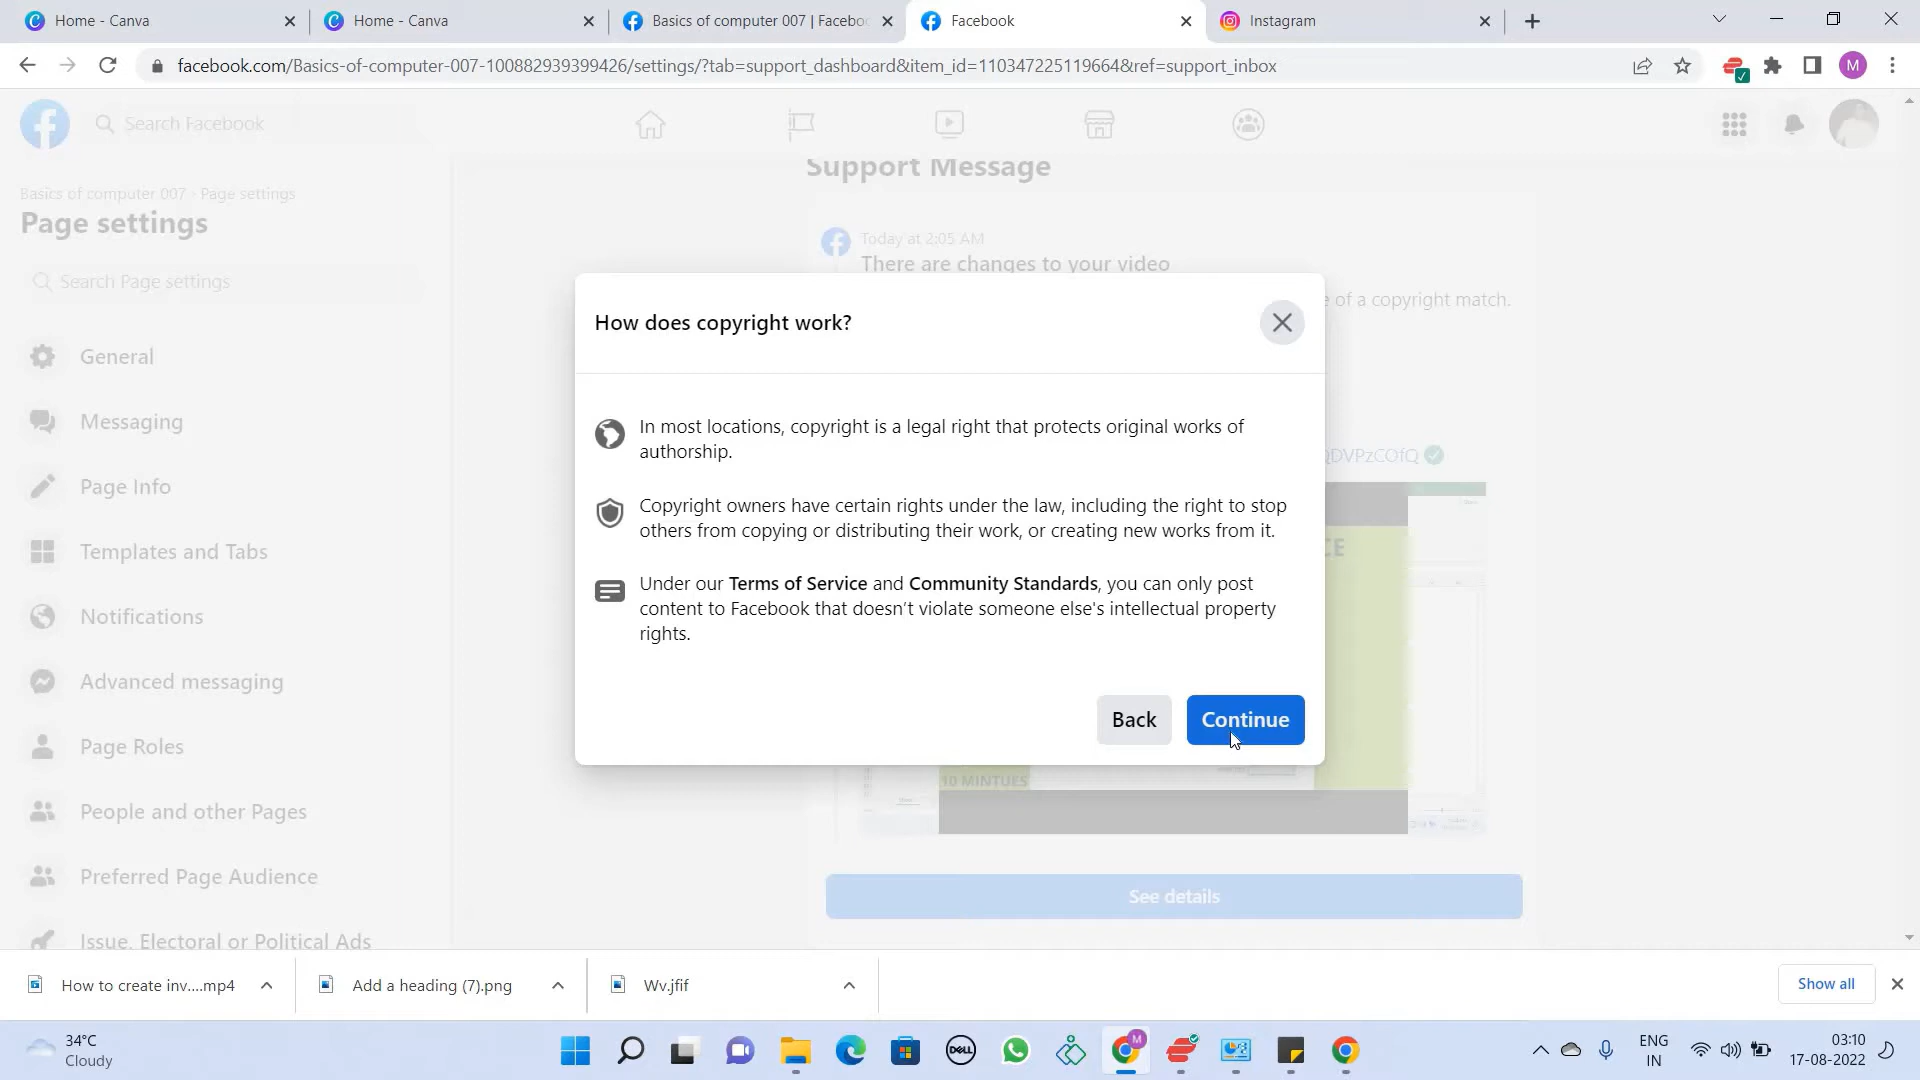 Home - Canva
Home - Canva
Basics of computer 007 | Facebo
Facebook
Instagram
facebook.com/Basics-of-computer-007-100882939399426/settings/?tab=support_dashboard&item_id=110347225119664&ref=support_inbox
M
Search Facebook
Basics of computer 007 · Page settings
Page settings
Search Page settings
General
Messaging
Page Info
Templates and Tabs
Notifications
Advanced messaging
Page Roles
People and other Pages
Preferred Page Audience
Issue, Electoral or Political Ads
Support Message
Today at 2:05 AM
There are changes to your video
of a copyright match.
How does copyright work?
In most locations, copyright is a legal right that protects original works of
authorship.
Copyright owners have certain rights under the law, including the right to stop
others from copying or distributing their work, or creating new works from it.
Under our Terms of Service and Community Standards, you can only post
content to Facebook that doesn't violate someone else's intellectual property
rights.
Back
Continue
10 MINTUES
See details
How to create inv....mp4
Add a heading (7).png
Wv.jfif
Show all
34°C
Cloudy
DELL
M
ENG
IN
03:10
17-08-2022